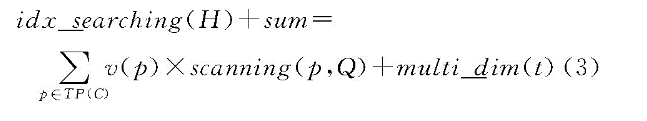 idx_searching(H)+sum=
∑ v(p)×scanning(p,Q)+multi_dim(t) (3)
p∈TP(C)